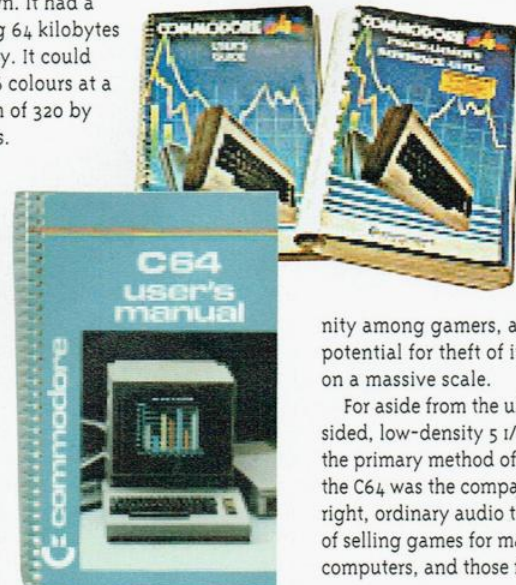 . It had a
g 64 kilobytes
y. It could
6 colours at a
n of 320 by
s.
COMMODORE 64
USER'S
GUIDE
COMMODORE 64
PROGRAMMER'S
REFERENCE GUIDE
C64
user's
manual
commodore
nity among gamers, a
potential for theft of i
on a massive scale.
For aside from the u
sided, low-density 5 1/
the primary method of
the C64 was the compa
right, ordinary audio t
of selling games for ma
computers, and those